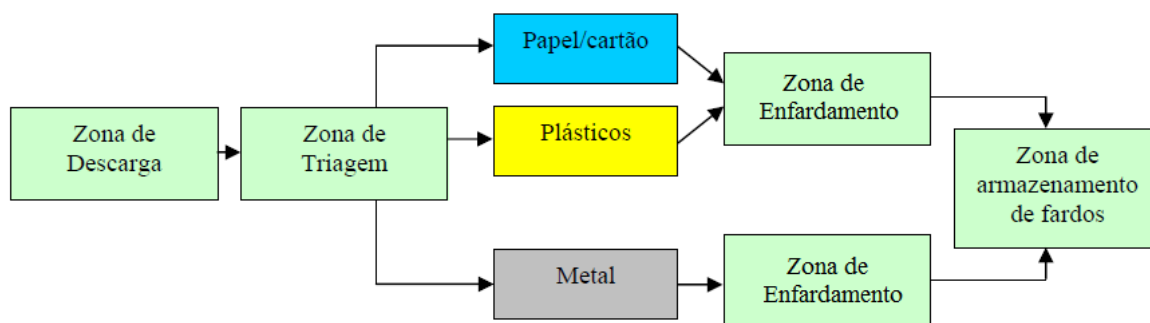 Papel/cartão
Zona de
Descarga
Zona de
Triagem
Plásticos
Zona de
Enfardamento
Zona de
armazenamento
de fardos
Metal
Zona de
Enfardamento